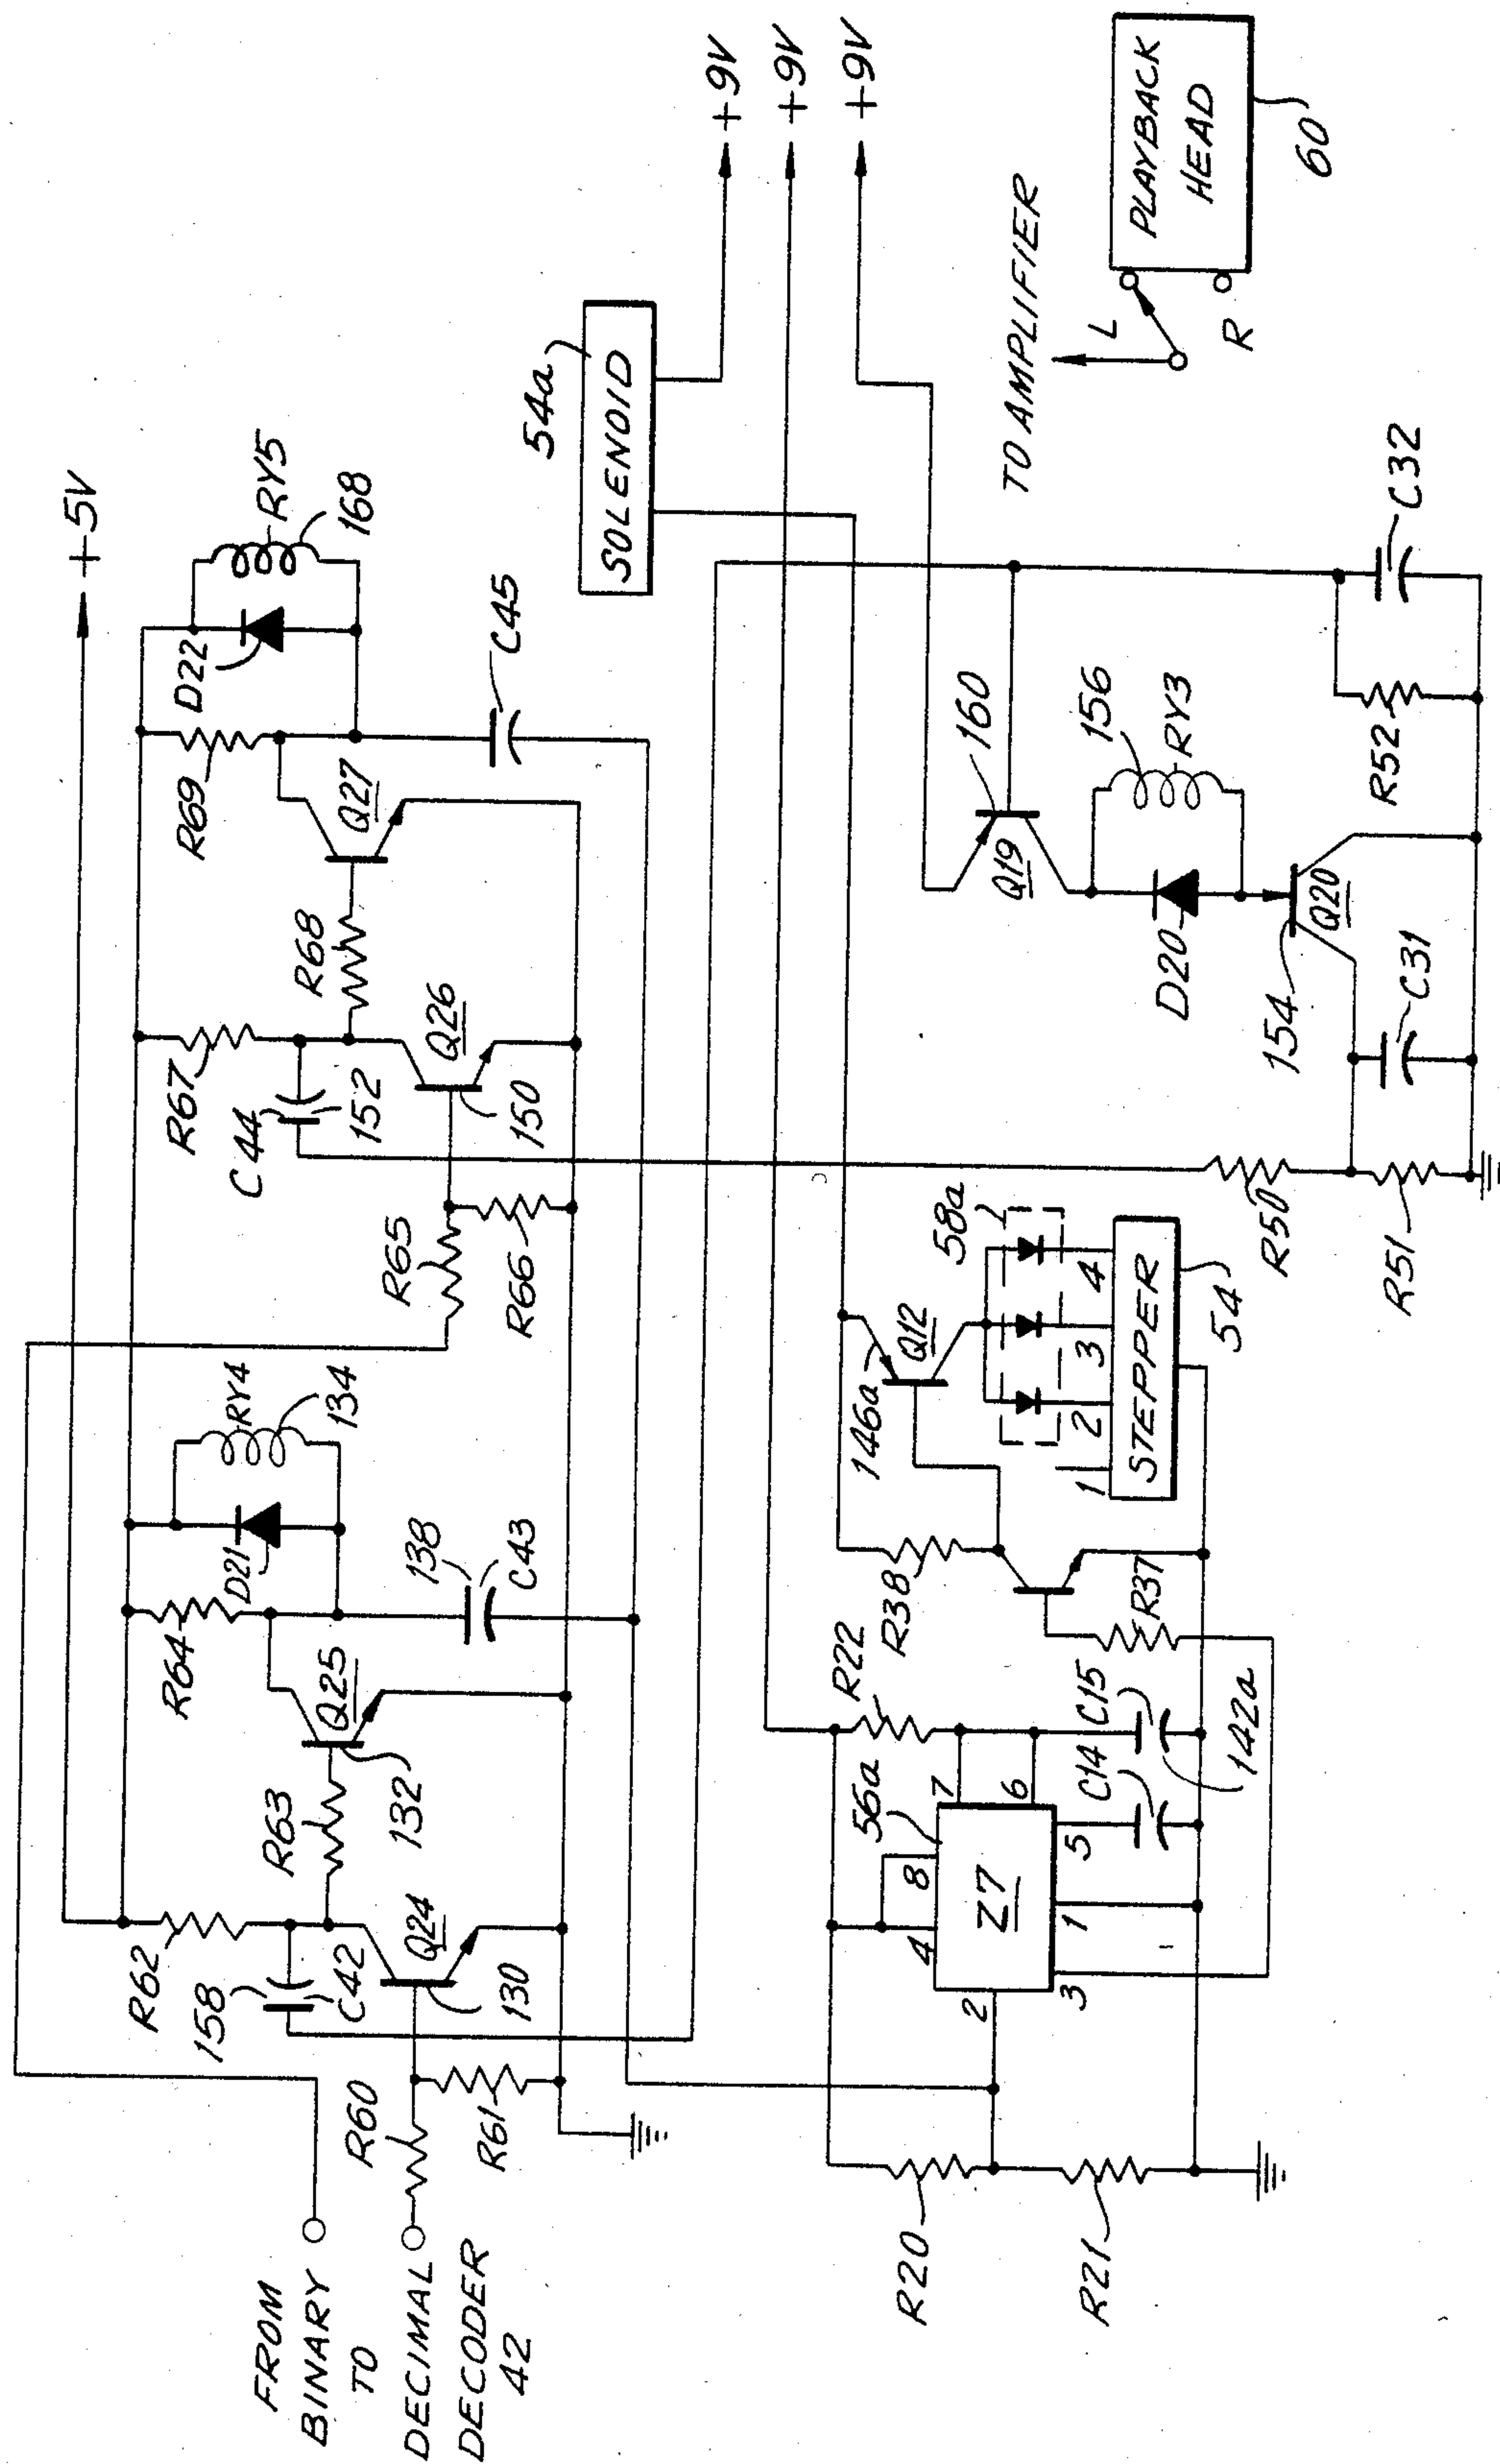 FROM
BINARY
TO
DECIMAL
DECODER
42
+5V
R62
158
C42
R60
R61
Q24
130
R63
132
Q25
R64
D21
RY4
134
138
C43
R65
R66
R67
C44
152
Q26
150
R68
R69
Q27
D22
RY5
168
C45
54a
SOLENOID
+9V
+9V
+9V
R20
R21
56a
Z7
2
4
8
7
6
5
1
3
R22
C14
C15
142a
R38
R37
146a
Q12
58a
1
2
3
4
STEPPER
54
R50
R51
154
C31
Q20
D20
Q19
160
156
RY3
R52
C32
TO AMPLIFIER
L
R
PLAYBACK
HEAD
60